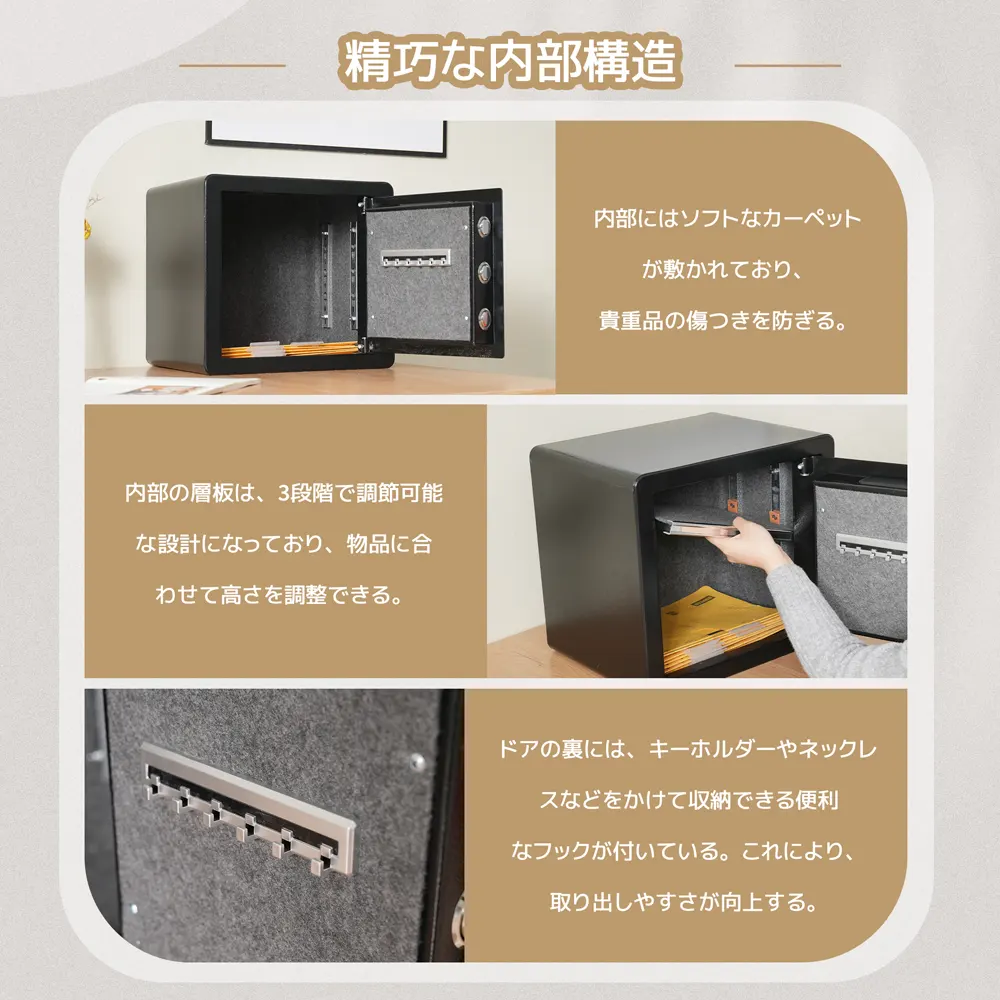 精巧な内部構造
内部にはソフトなカーペット
が敷かれており、
貴重品の傷つきを防ぎる。
内部の層板は、3段階で調節可能
な設計になっており、物品に合
わせて高さを調整できる。
ドアの裏には、キーホルダーやネックレ
スなどをかけて収納できる便利
なフックが付いている。これにより、
取り出しやすさが向上する。